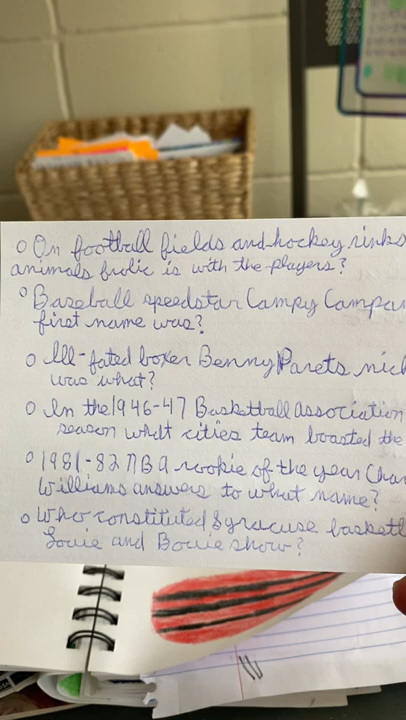 o On football fields and hockey rinks
animals frolic is with the players?
o Baseball speedstar Campy Campan
first name was?
o Ill-fated boxer Benny Parets nick
was what?
o In the 1946-47 Basketball association
season what cities team boasted the
o 1981-82 NBA rookie of the year Char
Williams answers to what name?
o Who constituted Syracuse basketb
Louie and Bouie show?